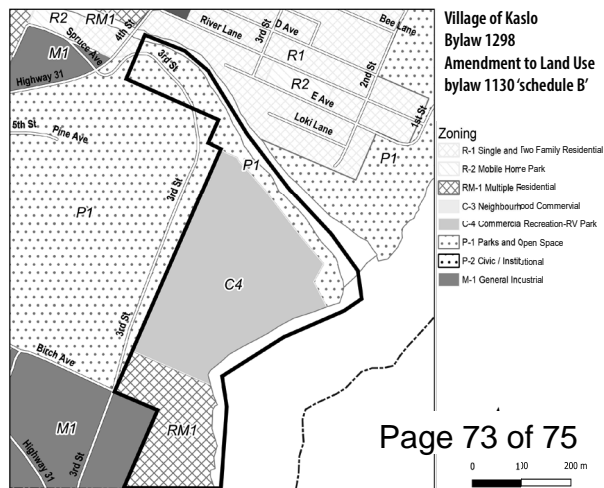 Village of Kaslo
Bylaw 1298
Amendment to Land Use
bylaw 1130 ‘schedule B’
Zoning
R-1 Single and Two Family Residential
R-2 Mobile Home Park
RM-1 Multiple Residential
C-3 Neighbourhood Commercial
C-4 Commercial Recreation-RV Park
P-1 Parks and Open Space
P-2 Civic / Institutional
M-1 General Industrial
R2
RM1
4th St
Spruce Ave
M1
Highway 31
River Lane
3rd St
D Ave
Bee Lane
R1
2nd St
R2
E Ave
Loki Lane
1st St
P1
3rd St
5th St.
Pine Ave
P1
P1
3rd St
C4
3rd St
Birch Ave
M1
Highway 31
3rd St
RM1
Page 73 of 75
0 100 200 m